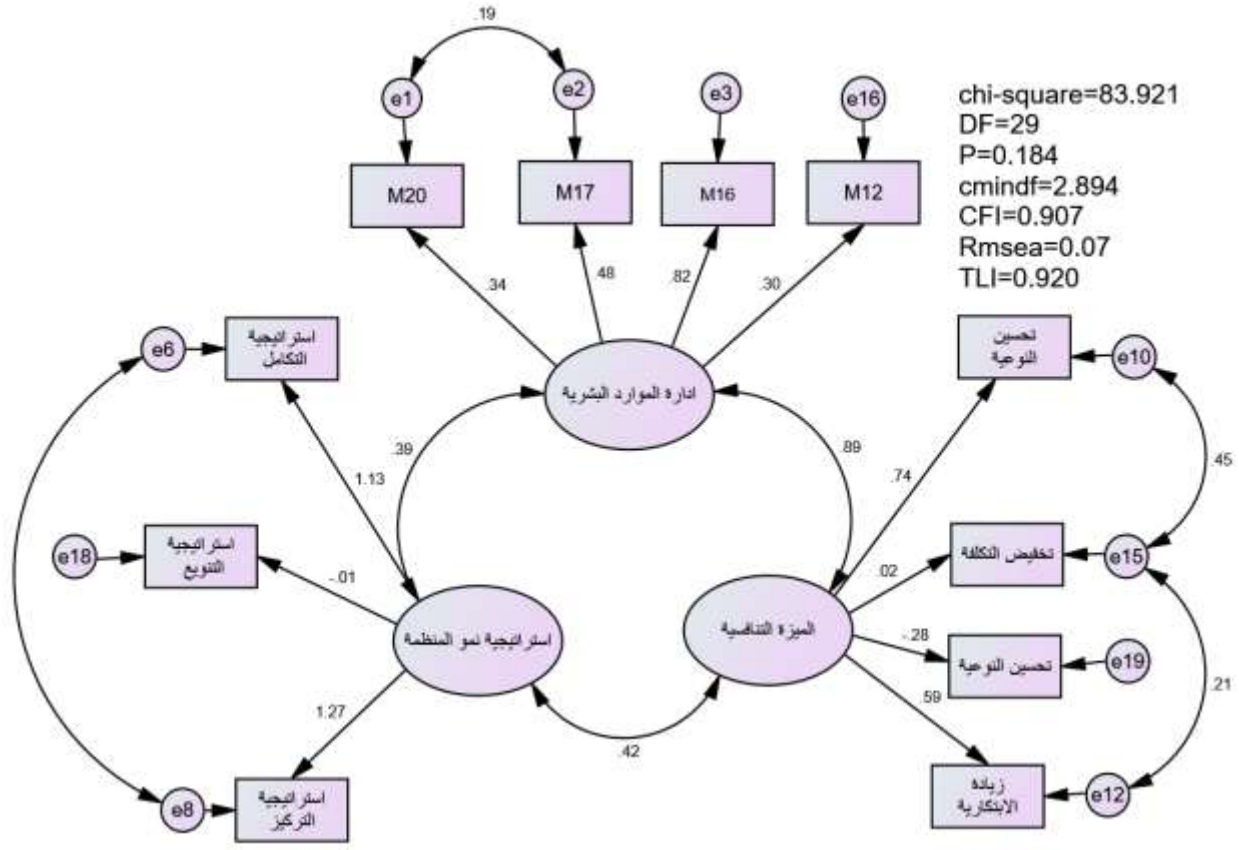 .19
e1
e2
e3
e16
chi-square=83.921
DF=29
P=0.184
cmindf=2.894
CFI=0.907
Rmsea=0.07
TLI=0.920
M20
M17
M16
M12
.34
.48
.82
.30
e6
استراتيجية
التكامل
تحسين
النوعية
e10
ادارة الموارد البشرية
.39
.89
1.13
.74
.45
e18
استراتيجية
التنويع
-.01
تخفيض التكلفة
e15
.02
استراتيجية نمو المنظمة
الميزة التنافسية
-.28
تحسين النوعية
e19
.21
1.27
.59
.42
e8
استراتيجية
التركيز
زيادة
الابتكارية
e12